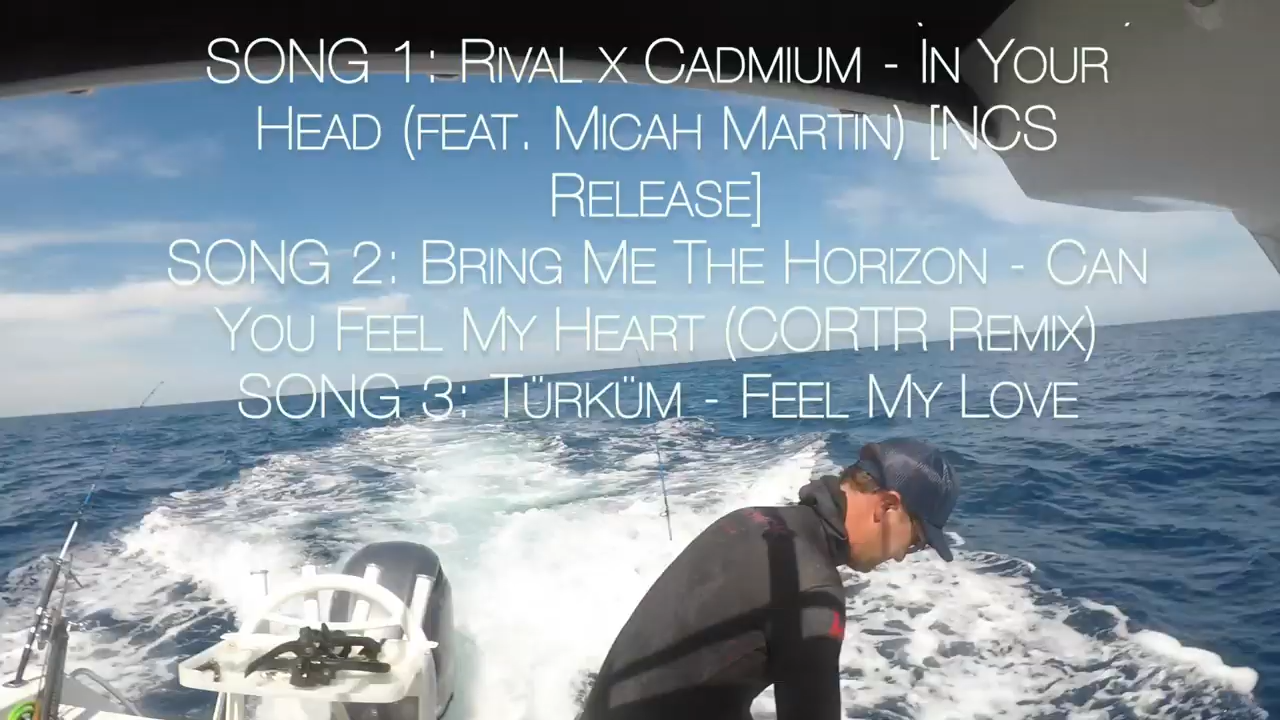 SONG 1: Rival x Cadmium - In Your
Head (feat. Micah Martin) [NCS
Release]
SONG 2: Bring Me The Horizon - Can
You Feel My Heart (CORTR Remix)
SONG 3: Türküm - Feel My Love